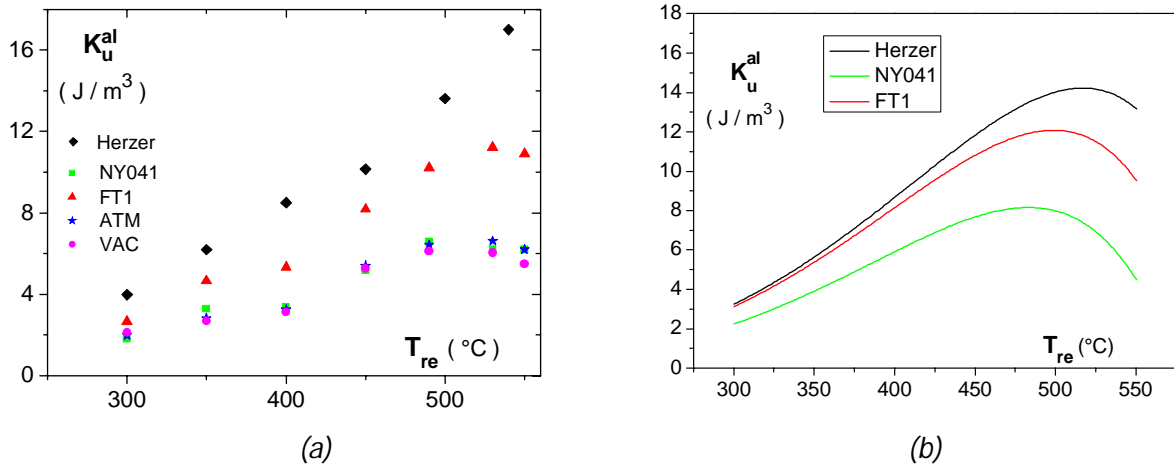 K_u^al
( J / m^3 )
16
12
8
4
0
Herzer
NY041
FT1
ATM
VAC
T_re ( °C )
300
400
500
(a)
K_u^al
( J / m^3 )
18
16
14
12
10
8
6
4
2
0
Herzer
NY041
FT1
T_re (°C)
300 350 400 450 500 550
(b)